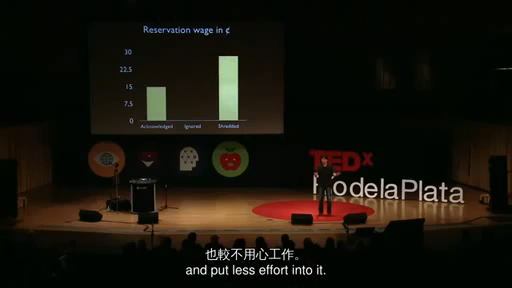 Reservation wage in ¢
30
22,5
15
7,5
0
Acknowledged Ignored Shredded
TEDx
RiodelaPlata
也較不用心工作。
and put less effort into it.